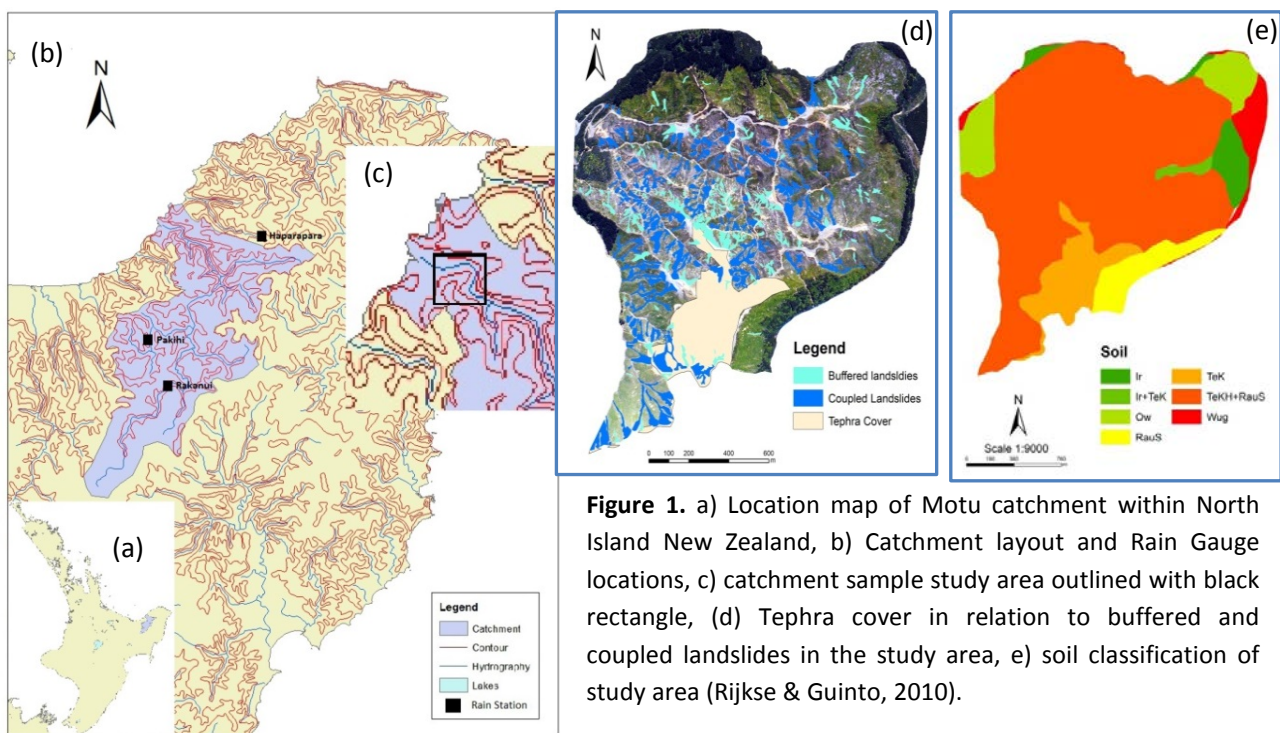 (b)
N
(c)
Haparapara
Pakihi
Rakanui
(a)
Legend
Catchment
Contour
Hydrography
Lakes
Rain Station
(d)
N
Legend
Buffered landsldies
Coupled Landslides
Tephra Cover
0 100 200 400 600
m
(e)
Soil
Ir
Ir+TeK
Ow
RauS
TeK
TeKH+RauS
Wug
N
Scale 1:9000
m
Figure 1. a) Location map of Motu catchment within North
Island New Zealand, b) Catchment layout and Rain Gauge
locations, c) catchment sample study area outlined with black
rectangle, (d) Tephra cover in relation to buffered and
coupled landslides in the study area, e) soil classification of
study area (Rijkse & Guinto, 2010).